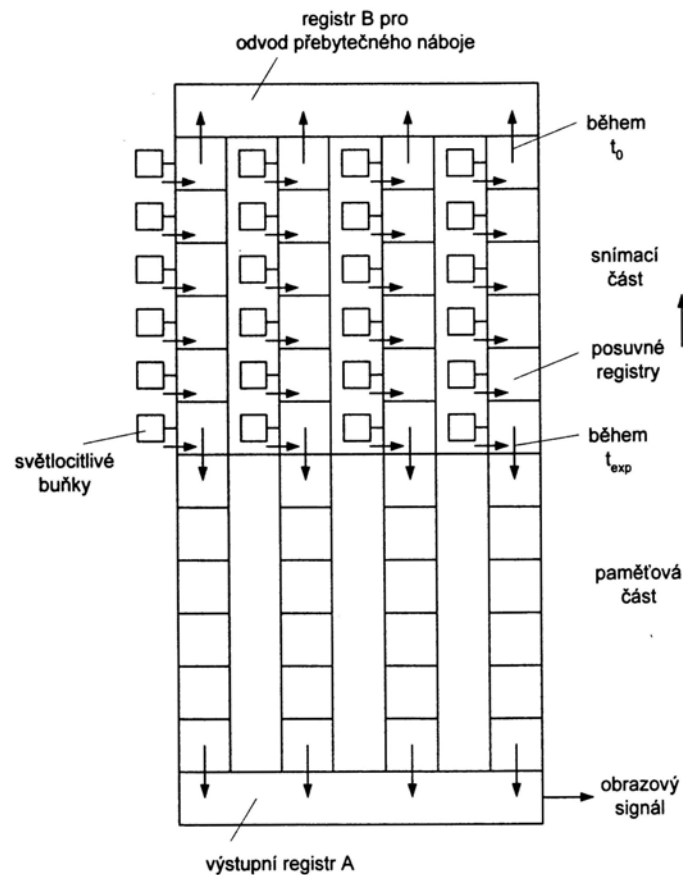 registr B pro
odvod přebytečného náboje
během
t₀
snímací
část
posuvné
registry
světlocitlivé
buňky
během
t_exp
paměťová
část
obrazový
signál
výstupní registr A